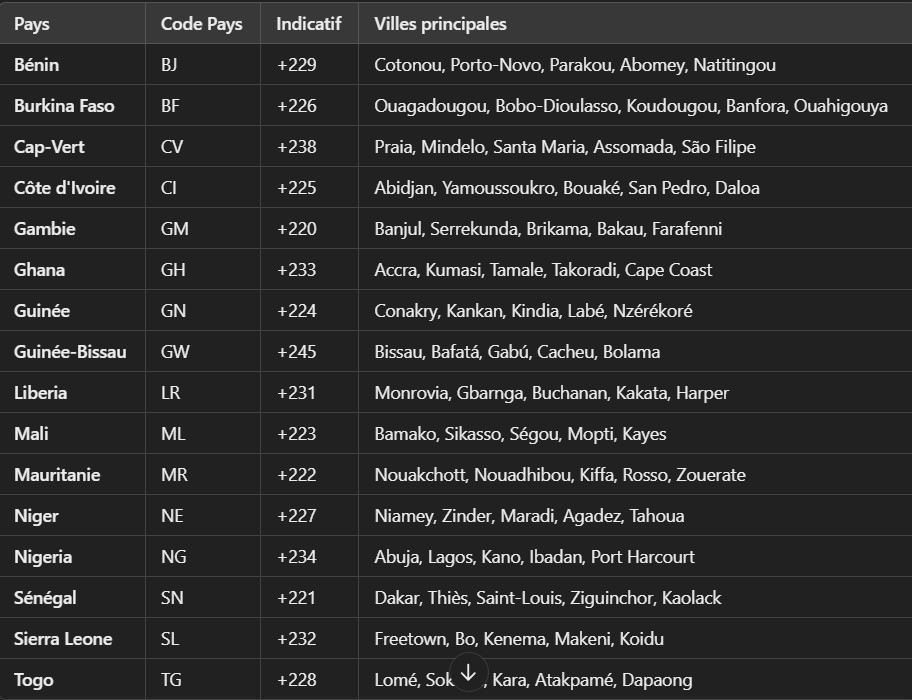 Pays Code Pays Indicatif Villes principales
Bénin BJ +229 Cotonou, Porto-Novo, Parakou, Abomey, Natitingou
Burkina Faso BF +226 Ouagadougou, Bobo-Dioulasso, Koudougou, Banfora, Ouahigouya
Cap-Vert CV +238 Praia, Mindelo, Santa Maria, Assomada, São Filipe
Côte d'Ivoire CI +225 Abidjan, Yamoussoukro, Bouaké, San Pedro, Daloa
Gambie GM +220 Banjul, Serrekunda, Brikama, Bakau, Farafenni
Ghana GH +233 Accra, Kumasi, Tamale, Takoradi, Cape Coast
Guinée GN +224 Conakry, Kankan, Kindia, Labé, Nzérékoré
Guinée-Bissau GW +245 Bissau, Bafatá, Gabú, Cacheu, Bolama
Liberia LR +231 Monrovia, Gbarnga, Buchanan, Kakata, Harper
Mali ML +223 Bamako, Sikasso, Ségou, Mopti, Kayes
Mauritanie MR +222 Nouakchott, Nouadhibou, Kiffa, Rosso, Zouerate
Niger NE +227 Niamey, Zinder, Maradi, Agadez, Tahoua
Nigeria NG +234 Abuja, Lagos, Kano, Ibadan, Port Harcourt
Sénégal SN +221 Dakar, Thiès, Saint-Louis, Ziguinchor, Kaolack
Sierra Leone SL +232 Freetown, Bo, Kenema, Makeni, Koidu
Togo TG +228 Lomé, Kara, Atakpamé, Dapaong